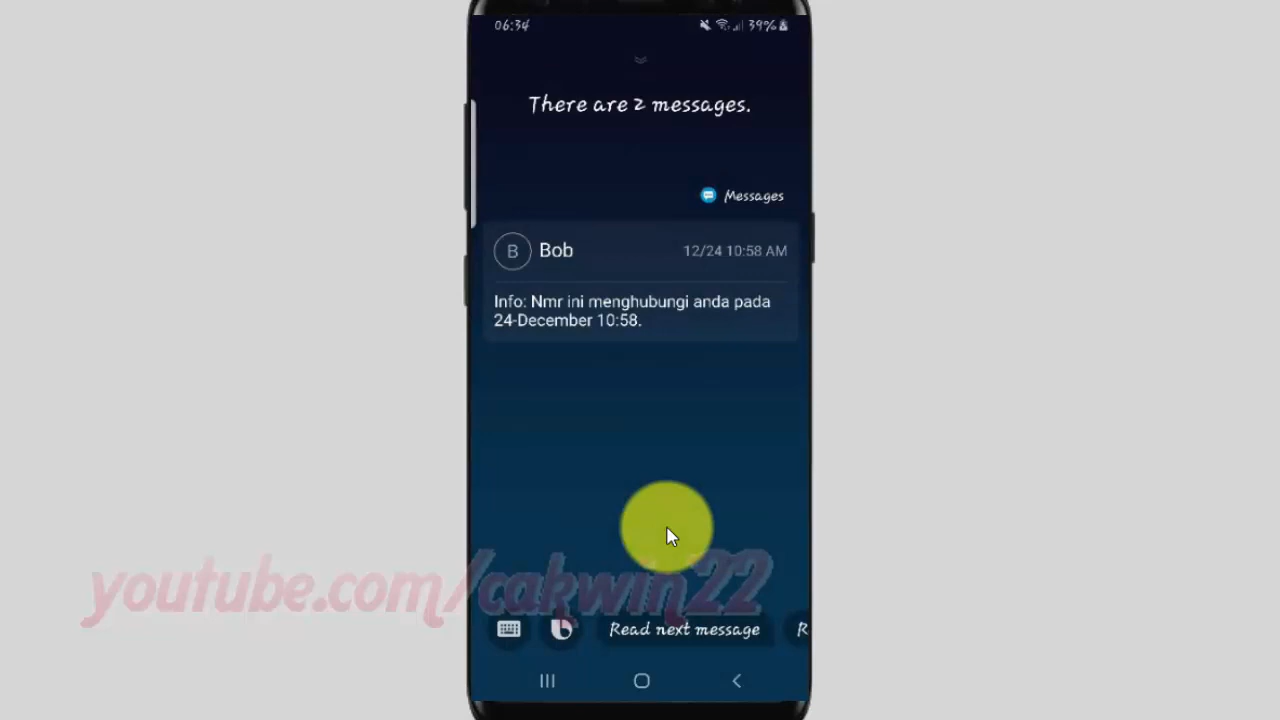 06:34
39%
There are 2 messages.
Messages
B
Bob
12/24 10:58 AM
Info: Nmr ini menghubungi anda pada
24-December 10:58.
youtube.com/cakwin22
Read next message
R